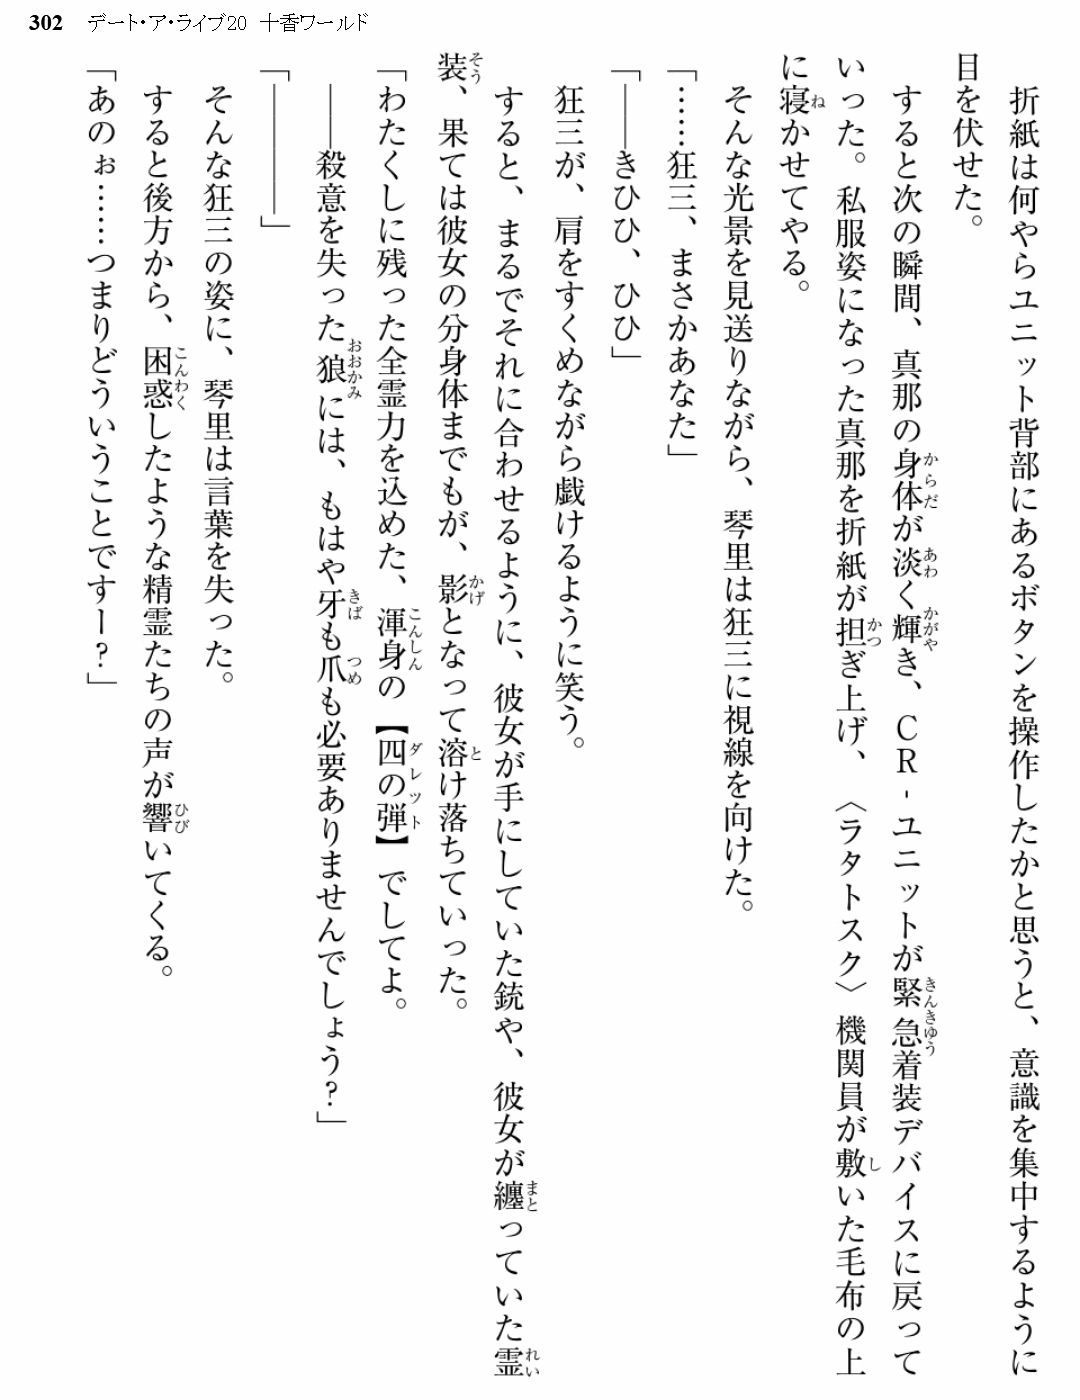 302 デート・ア・ライブ20 十香ワールド
折紙は何やらユニット背部にあるボタンを操作したかと思うと、意識を集中するように
目を伏せた。
すると次の瞬間、真那の身体が淡く輝き、CR-ユニットが緊急着装デバイスに戻って
いった。私服姿になった真那を折紙が担ぎ上げ、〈ラタトスク〉機関員が敷いた毛布の上
に寝かせてやる。
そんな光景を見送りながら、琴里は狂三に視線を向けた。
「……狂三、まさかあなた」
「──きひひ、ひひ」
狂三が、肩をすくめながら戯けるように笑う。
すると、まるでそれに合わせるように、彼女が手にしていた銃や、彼女が纏っていた霊
装、果ては彼女の分身体までもが、影となって溶け落ちていった。
「わたくしに残った全霊力を込めた、渾身の【四の弾】でしてよ。
──殺意を失った狼には、もはや牙も爪も必要ありませんでしょう？」
「────」
そんな狂三の姿に、琴里は言葉を失った。
すると後方から、困惑したような精霊たちの声が響いてくる。
「あのぉ……つまりどういうことですー？」